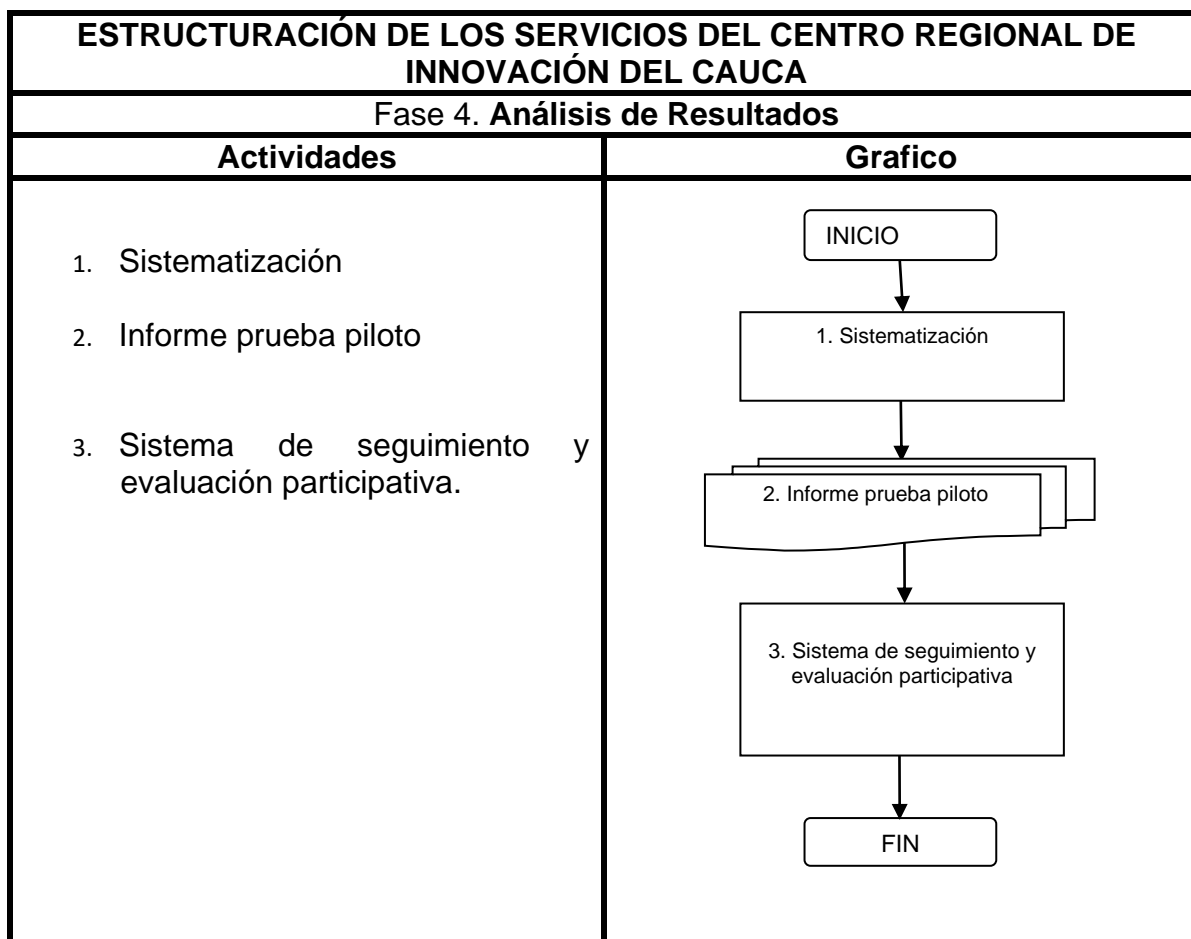 ESTRUCTURACIÓN DE LOS SERVICIOS DEL CENTRO REGIONAL DE
INNOVACIÓN DEL CAUCA
Fase 4. Análisis de Resultados
Actividades
Grafico
1. Sistematización
2. Informe prueba piloto
3. Sistema de seguimiento y
evaluación participativa.
INICIO
1. Sistematización
2. Informe prueba piloto
3. Sistema de seguimiento y
evaluación participativa
FIN